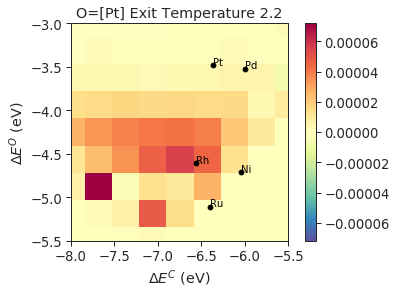 O=[Pt] Exit Temperature 2.2
−3.0
−3.5
−4.0
−4.5
−5.0
−5.5
ΔE^O (eV)
Pt
Pd
Rh
Ni
Ru
−8.0 −7.5 −7.0 −6.5 −6.0 −5.5
ΔE^C (eV)
0.00006
0.00004
0.00002
0.00000
−0.00002
−0.00004
−0.00006